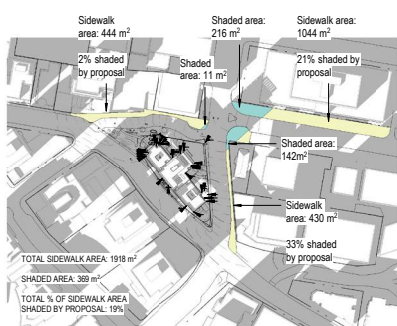 Sidewalk
area: 444 m²
2% shaded
by proposal
Shaded
area: 11 m²
Shaded area:
216 m²
Sidewalk area:
1044 m²
21% shaded
by proposal
Shaded area:
142m²
Sidewalk
area: 430 m²
33% shaded
by proposal
TOTAL SIDEWALK AREA: 1918 m²
SHADED AREA: 369 m²
TOTAL % OF SIDEWALK AREA
SHADED BY PROPOSAL: 19%